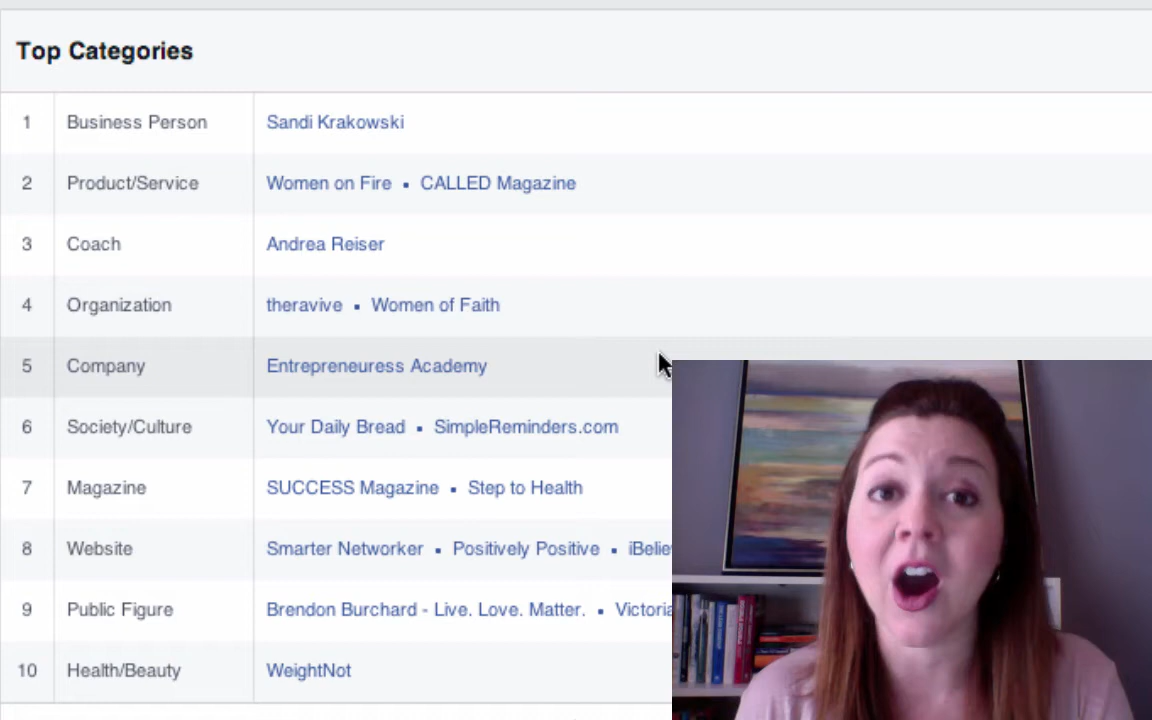 Top Categories
1 Business Person Sandi Krakowski
2 Product/Service Women on Fire ▪ CALLED Magazine
3 Coach Andrea Reiser
4 Organization theravive ▪ Women of Faith
5 Company Entrepreneuress Academy
6 Society/Culture Your Daily Bread ▪ SimpleReminders.com
7 Magazine SUCCESS Magazine ▪ Step to Health
8 Website Smarter Networker ▪ Positively Positive ▪
9 Public Figure Brendon Burchard - Live. Love. Matter. ▪
10 Health/Beauty WeightNot